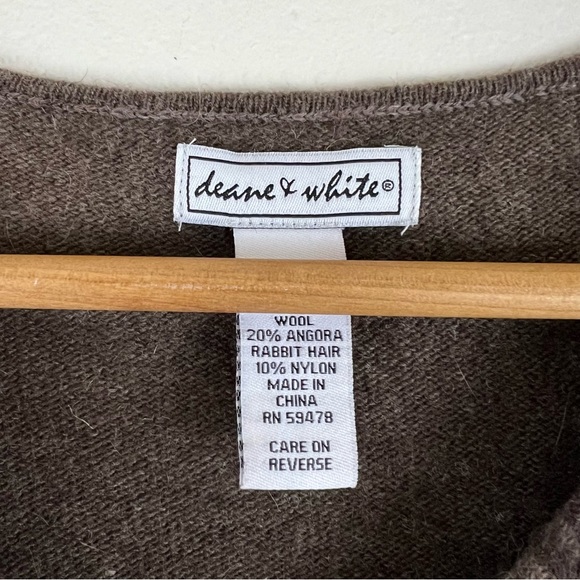 deane & white®
WOOL
20% ANGORA
RABBIT HAIR
10% NYLON
MADE IN
CHINA
RN 59478
CARE ON
REVERSE